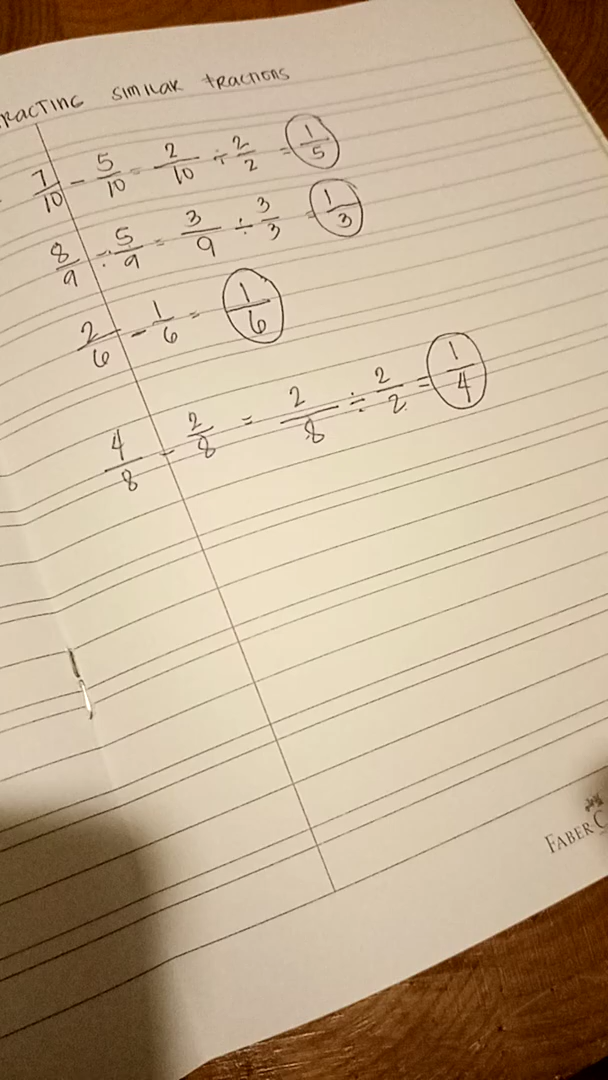 RACTING SIMILAR FRACTIONS
7/10 - 5/10 = 2/10 ÷ 2/2 = 1/5
8/9 ÷ 5/9 = 3/9 ÷ 3/3 = 1/3
2/6 - 1/6 = 1/6
4/8 - 2/8 = 2/8 ÷ 2/2 = 1/4
FABER C